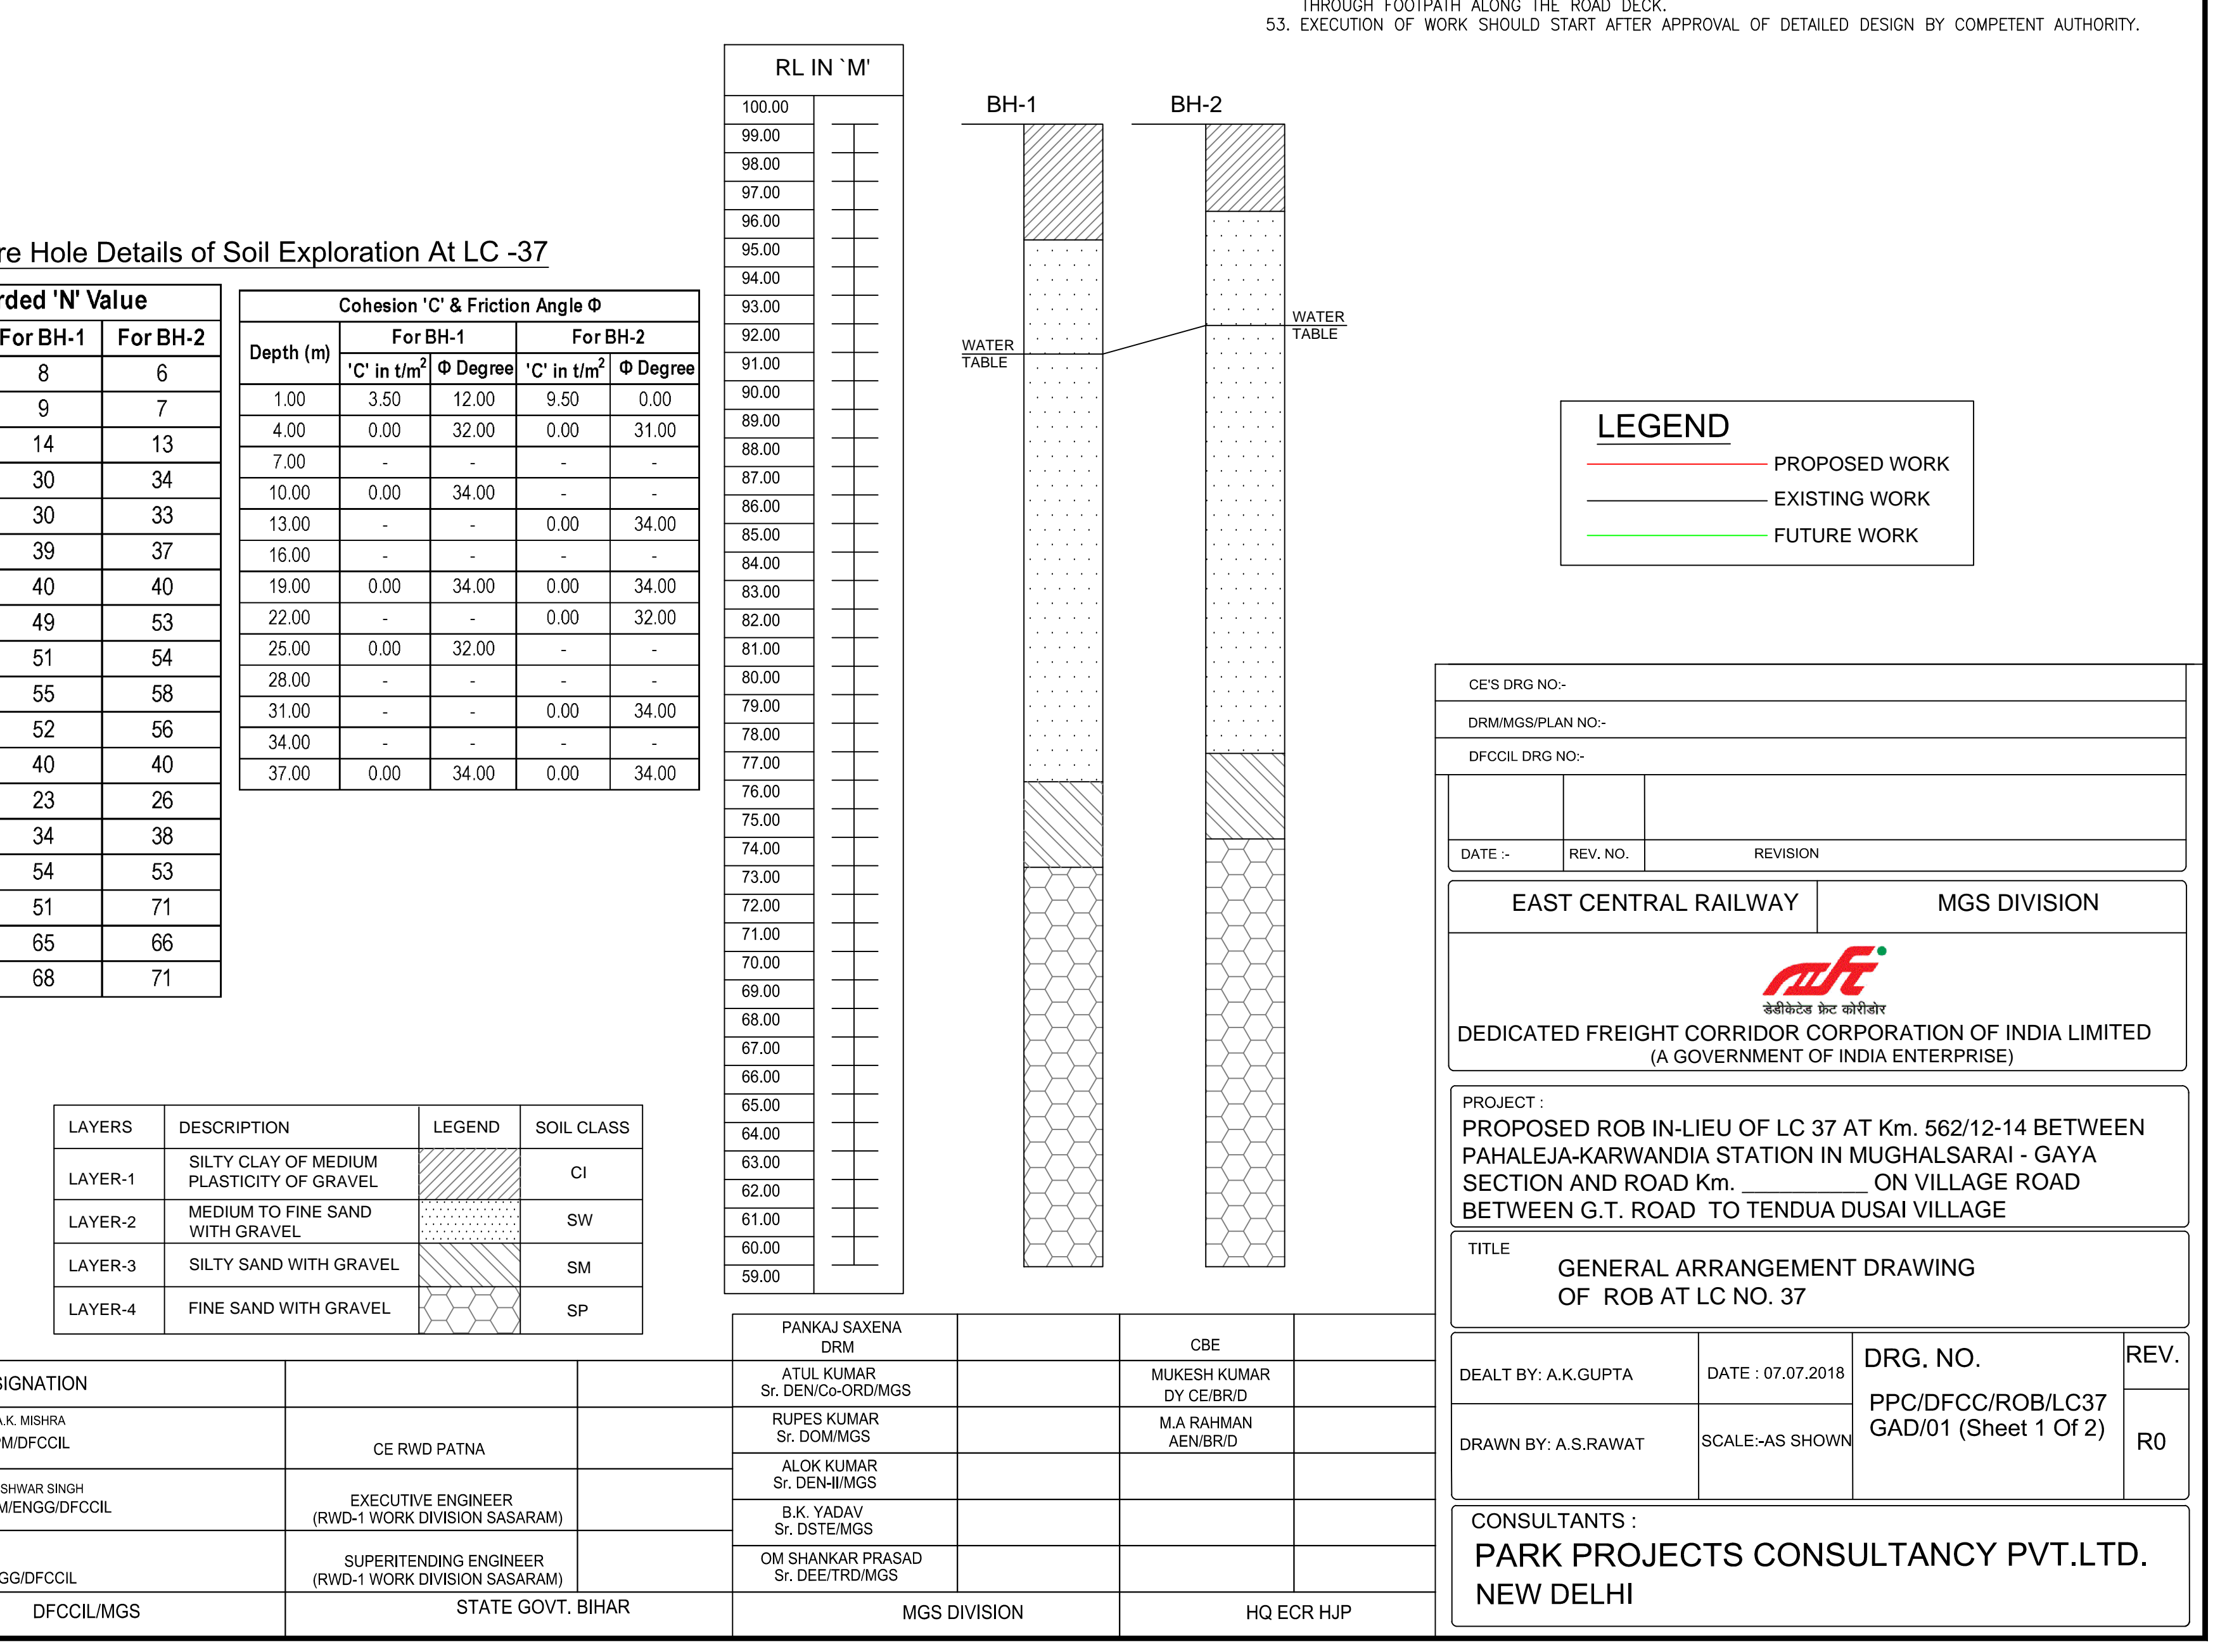 THROUGH FOOTPATH ALONG THE ROAD DECK.
53. EXECUTION OF WORK SHOULD START AFTER APPROVAL OF DETAILED DESIGN BY COMPETENT AUTHORITY.
re Hole Details of Soil Exploration At LC -37
rded 'N' Value
For BH-1 For BH-2
8 6
9 7
14 13
30 34
30 33
39 37
40 40
49 53
51 54
55 58
52 56
40 40
23 26
34 38
54 53
51 71
65 66
68 71
Cohesion 'C' & Friction Angle Φ
Depth (m) For BH-1 For BH-2
'C' in t/m² Φ Degree 'C' in t/m² Φ Degree
1.00 3.50 12.00 9.50 0.00
4.00 0.00 32.00 0.00 31.00
7.00 - - - -
10.00 0.00 34.00 - -
13.00 - - 0.00 34.00
16.00 - - - -
19.00 0.00 34.00 0.00 34.00
22.00 - - 0.00 32.00
25.00 0.00 32.00 - -
28.00 - - - -
31.00 - - 0.00 34.00
34.00 - - - -
37.00 0.00 34.00 0.00 34.00
RL IN `M'
100.00
99.00
98.00
97.00
96.00
95.00
94.00
93.00
92.00
91.00
90.00
89.00
88.00
87.00
86.00
85.00
84.00
83.00
82.00
81.00
80.00
79.00
78.00
77.00
76.00
75.00
74.00
73.00
72.00
71.00
70.00
69.00
68.00
67.00
66.00
65.00
64.00
63.00
62.00
61.00
60.00
59.00
BH-1 BH-2
WATER
TABLE
WATER
TABLE
LEGEND
PROPOSED WORK
EXISTING WORK
FUTURE WORK
LAYERS DESCRIPTION LEGEND SOIL CLASS
LAYER-1 SILTY CLAY OF MEDIUM
PLASTICITY OF GRAVEL CI
LAYER-2 MEDIUM TO FINE SAND
WITH GRAVEL SW
LAYER-3 SILTY SAND WITH GRAVEL SM
LAYER-4 FINE SAND WITH GRAVEL SP
SIGNATION
A.K. MISHRA
PM/DFCCIL
CE RWD PATNA
SHWAR SINGH
M/ENGG/DFCCIL
EXECUTIVE ENGINEER
(RWD-1 WORK DIVISION SASARAM)
GG/DFCCIL
SUPERITENDING ENGINEER
(RWD-1 WORK DIVISION SASARAM)
DFCCIL/MGS STATE GOVT. BIHAR
PANKAJ SAXENA
DRM
CBE
ATUL KUMAR
Sr. DEN/Co-ORD/MGS
MUKESH KUMAR
DY CE/BR/D
RUPES KUMAR
Sr. DOM/MGS
M.A RAHMAN
AEN/BR/D
ALOK KUMAR
Sr. DEN-II/MGS
B.K. YADAV
Sr. DSTE/MGS
OM SHANKAR PRASAD
Sr. DEE/TRD/MGS
MGS DIVISION HQ ECR HJP
CE'S DRG NO:-
DRM/MGS/PLAN NO:-
DFCCIL DRG NO:-
DATE :- REV. NO. REVISION
EAST CENTRAL RAILWAY MGS DIVISION
डेडीकेटेड फ्रेट कोरीडोर
DEDICATED FREIGHT CORRIDOR CORPORATION OF INDIA LIMITED
(A GOVERNMENT OF INDIA ENTERPRISE)
PROJECT :
PROPOSED ROB IN-LIEU OF LC 37 AT Km. 562/12-14 BETWEEN
PAHALEJA-KARWANDIA STATION IN MUGHALSARAI - GAYA
SECTION AND ROAD Km. __________ ON VILLAGE ROAD
BETWEEN G.T. ROAD TO TENDUA DUSAI VILLAGE
TITLE
GENERAL ARRANGEMENT DRAWING
OF ROB AT LC NO. 37
DEALT BY: A.K.GUPTA DATE : 07.07.2018 DRG. NO. REV.
PPC/DFCC/ROB/LC37
GAD/01 (Sheet 1 Of 2)
DRAWN BY: A.S.RAWAT SCALE:-AS SHOWN R0
CONSULTANTS :
PARK PROJECTS CONSULTANCY PVT.LTD.
NEW DELHI